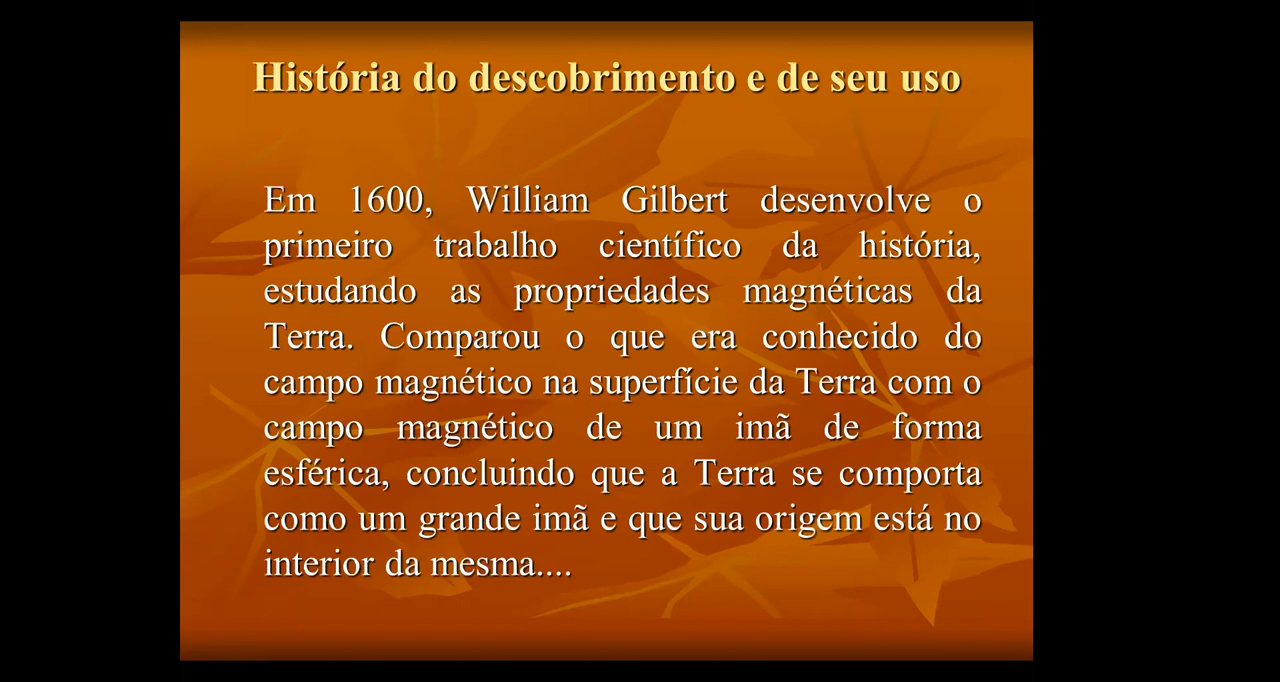 História do descobrimento e de seu uso
Em 1600, William Gilbert desenvolve o
primeiro trabalho científico da história,
estudando as propriedades magnéticas da
Terra. Comparou o que era conhecido do
campo magnético na superfície da Terra com o
campo magnético de um imã de forma
esférica, concluindo que a Terra se comporta
como um grande imã e que sua origem está no
interior da mesma....